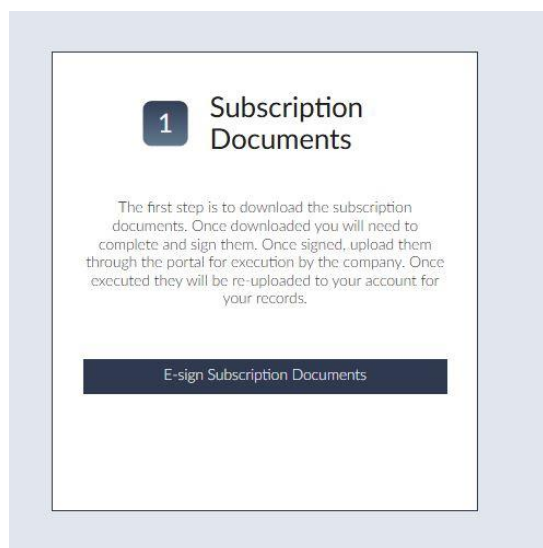 1
Subscription
Documents
The first step is to download the subscription
documents. Once downloaded you will need to
complete and sign them. Once signed, upload them
through the portal for execution by the company. Once
executed they will be re-uploaded to your account for
your records.
E-sign Subscription Documents